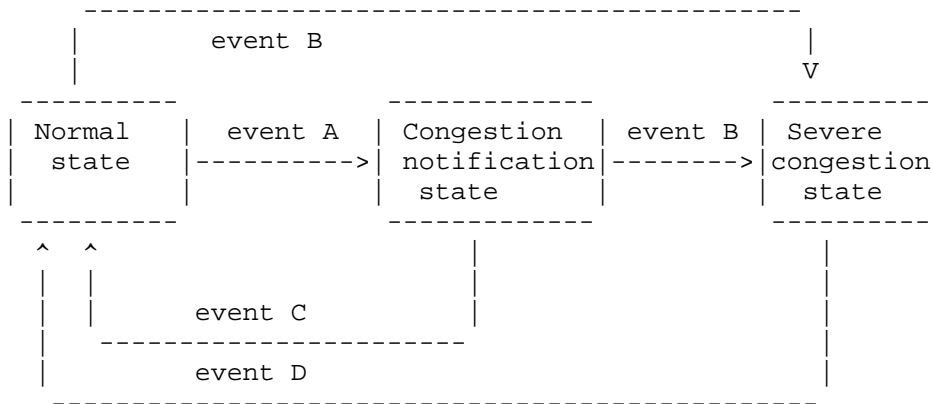 event B
V
Normal event A Congestion event B Severe
state notification congestion
state state
event C
event D